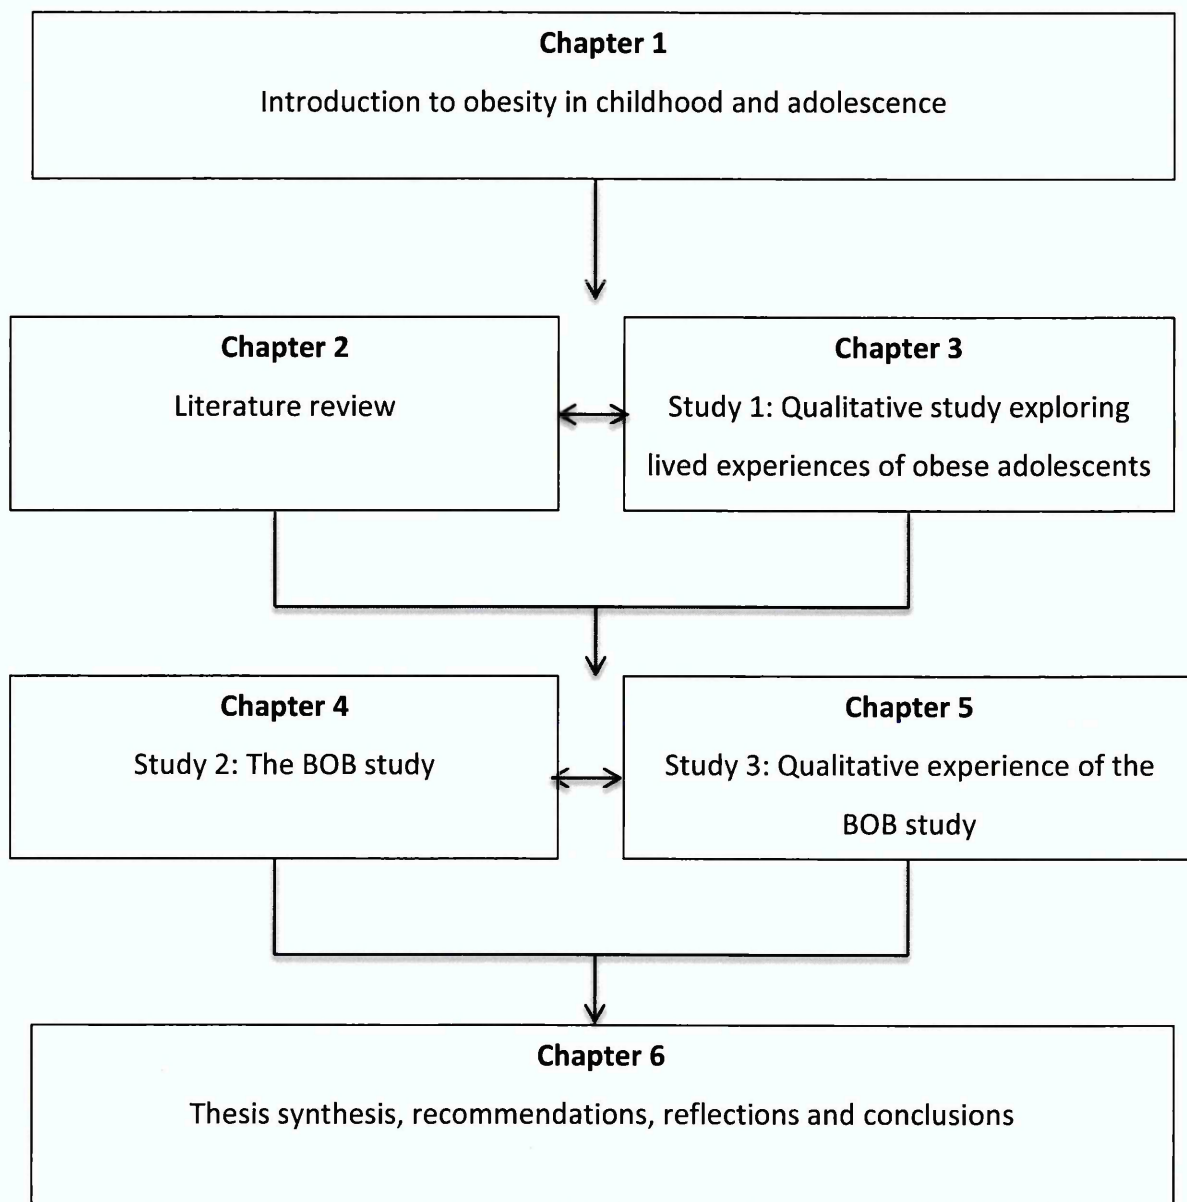 Chapter 1
Introduction to obesity in childhood and adolescence
Chapter 2
Literature review
Chapter 3
Study 1: Qualitative study exploring
lived experiences of obese adolescents
Chapter 4
Study 2: The BOB study
Chapter 5
Study 3: Qualitative experience of the
BOB study
Chapter 6
Thesis synthesis, recommendations, reflections and conclusions